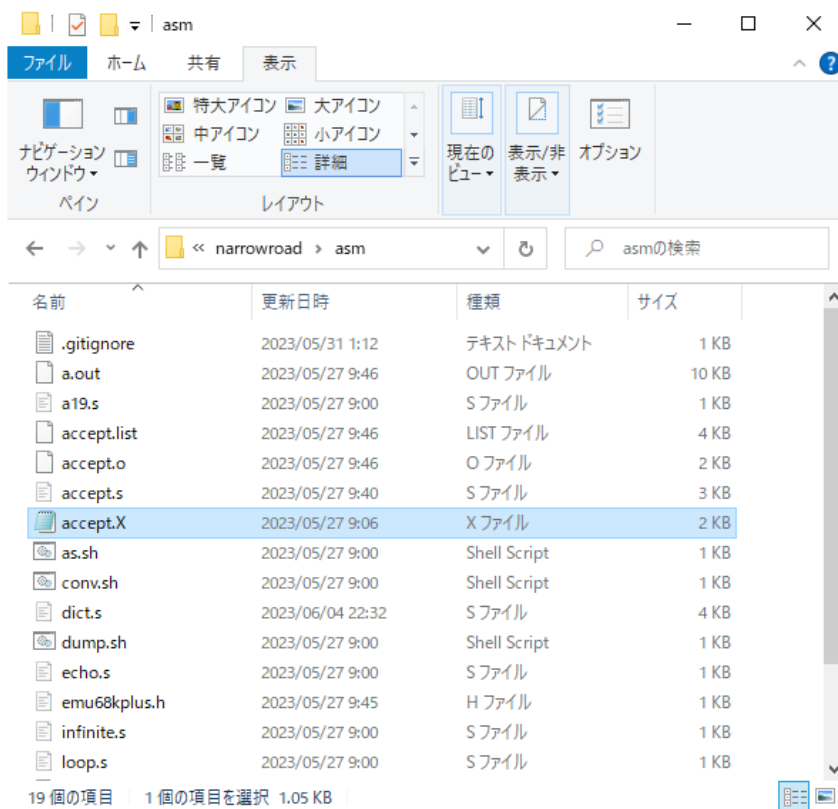 asm
ファイル ホーム 共有 表示
ナビゲーション ウィンドウ
特大アイコン 大アイコン
中アイコン 小アイコン
一覧 詳細
現在の ビュー
表示/非 表示
オプション
ペイン レイアウト
narrowroad asm asmの検索
名前 更新日時 種類 サイズ
.gitignore 2023/05/31 1:12 テキスト ドキュメント 1 KB
a.out 2023/05/27 9:46 OUT ファイル 10 KB
a19.s 2023/05/27 9:00 S ファイル 1 KB
accept.list 2023/05/27 9:46 LIST ファイル 4 KB
accept.o 2023/05/27 9:46 O ファイル 2 KB
accept.s 2023/05/27 9:40 S ファイル 3 KB
accept.X 2023/05/27 9:06 X ファイル 2 KB
as.sh 2023/05/27 9:00 Shell Script 1 KB
conv.sh 2023/05/27 9:00 Shell Script 1 KB
dict.s 2023/06/04 22:32 S ファイル 4 KB
dump.sh 2023/05/27 9:00 Shell Script 1 KB
echo.s 2023/05/27 9:00 S ファイル 1 KB
emu68kplus.h 2023/05/27 9:45 H ファイル 1 KB
infinite.s 2023/05/27 9:00 S ファイル 1 KB
loop.s 2023/05/27 9:00 S ファイル 1 KB
19 個の項目 1 個の項目を選択 1.05 KB